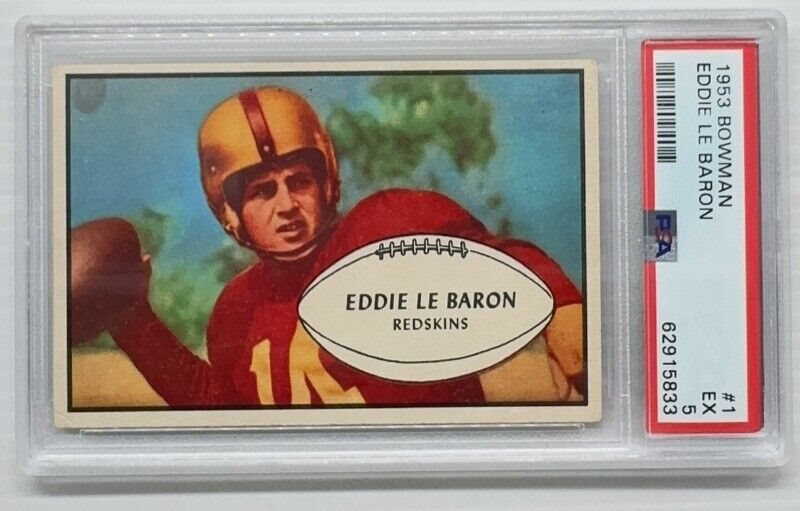 EDDIE LE BARON
REDSKINS
14
1953 BOWMAN
EDDIE LE BARON
PSA
#1
EX
5
62915833